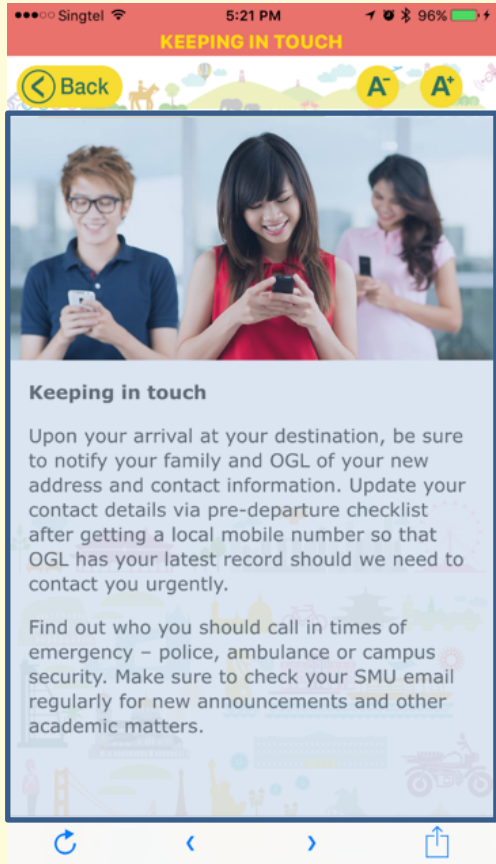 Singtel 5:21 PM 96%
KEEPING IN TOUCH
Back A- A+
Keeping in touch
Upon your arrival at your destination, be sure
to notify your family and OGL of your new
address and contact information. Update your
contact details via pre-departure checklist
after getting a local mobile number so that
OGL has your latest record should we need to
contact you urgently.
Find out who you should call in times of
emergency – police, ambulance or campus
security. Make sure to check your SMU email
regularly for new announcements and other
academic matters.